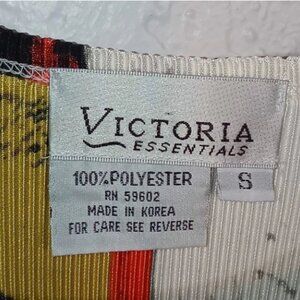 VICTORIA
ESSENTIALS
100%POLYESTER
RN 59602
MADE IN KOREA
FOR CARE SEE REVERSE
S